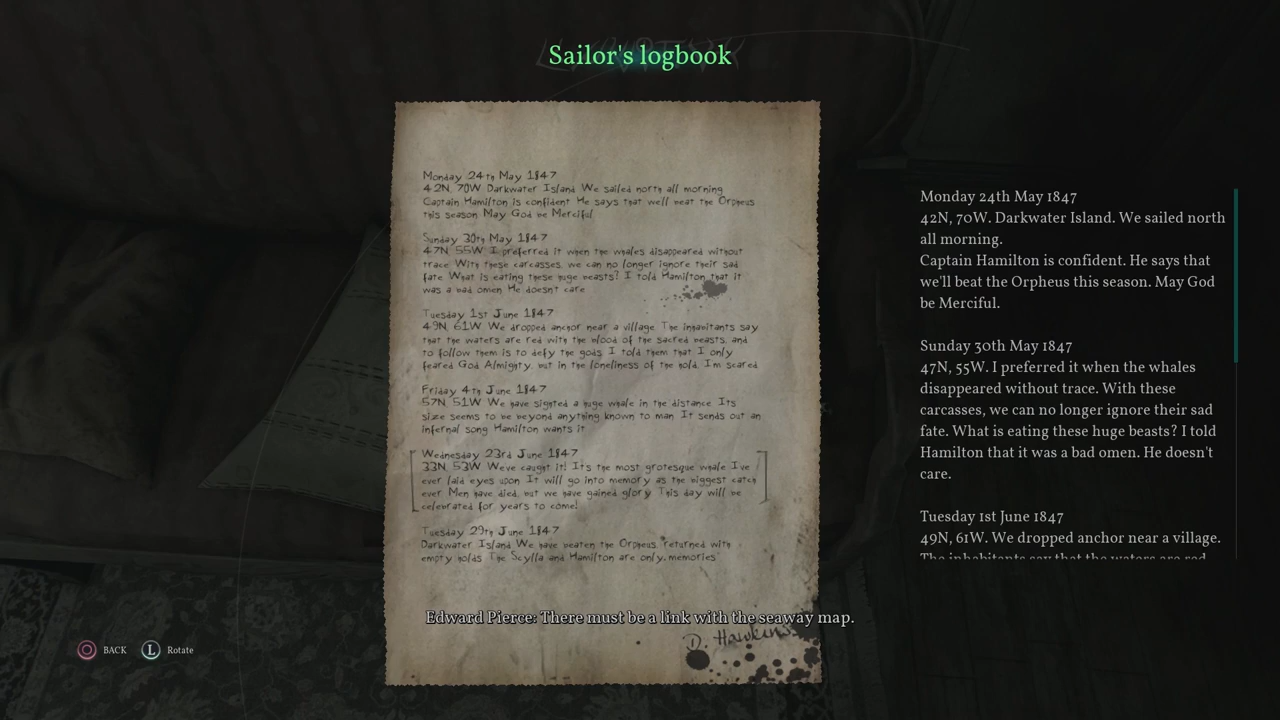 Sailor's logbook
Monday 24th May 1847
42N, 70W Darkwater Island We sailed north all morning
Captain Hamilton is confident He says that well beat the Orpheus
this season May God be Merciful
Sunday 30th May 1847
47N 55W I preferred it when the whales disappeared without
trace With these carcasses, we can no longer ignore their sad
fate What is eating these huge beasts? I told Hamilton that it
was a bad omen He doesnt care
Tuesday 1st June 1847
49N, 61W We dropped anchor near a village The inhabitants say
that the waters are red with the blood of the sacred beasts, and
to follow them is to defy the gods I told them that I only
feared God Almighty, but in the loneliness of the hold, I'm scared
Friday 4th June 1847
57N 51W We have sighted a huge whale in the distance Its
size seems to be beyond anything known to man It sends out an
infernal song Hamilton wants it
Wednesday 23rd June 1847
33N, 53W Weve caught it! Its the most grotesque whale I've
ever laid eyes upon It will go into memory as the biggest catch
ever Men have died, but we have gained glory This day will be
celebrated for years to come!
Tuesday 29th June 1847
Darkwater Island We have beaten the Orpheus returned with
empty holds The Scylla and Hamilton are only memories
D. Hawkins
Edward Pierce: There must be a link with the seaway map.
BACK
L
Rotate
Monday 24th May 1847
42N, 70W. Darkwater Island. We sailed north
all morning.
Captain Hamilton is confident. He says that
we'll beat the Orpheus this season. May God
be Merciful.
Sunday 30th May 1847
47N, 55W. I preferred it when the whales
disappeared without trace. With these
carcasses, we can no longer ignore their sad
fate. What is eating these huge beasts? I told
Hamilton that it was a bad omen. He doesn't
care.
Tuesday 1st June 1847
49N, 61W. We dropped anchor near a village.
The inhabitants say that the waters are red